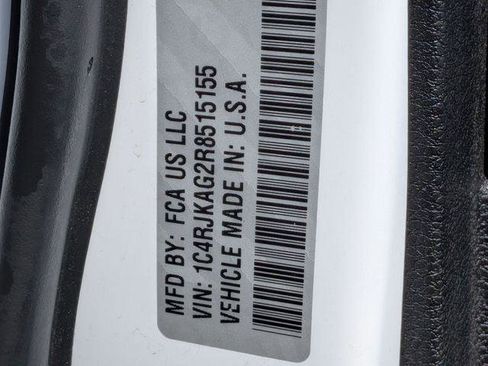 MFD BY: FCA US LLC
VIN: 1C4RJKAG2R8515155
VEHICLE MADE IN: U.S.A.